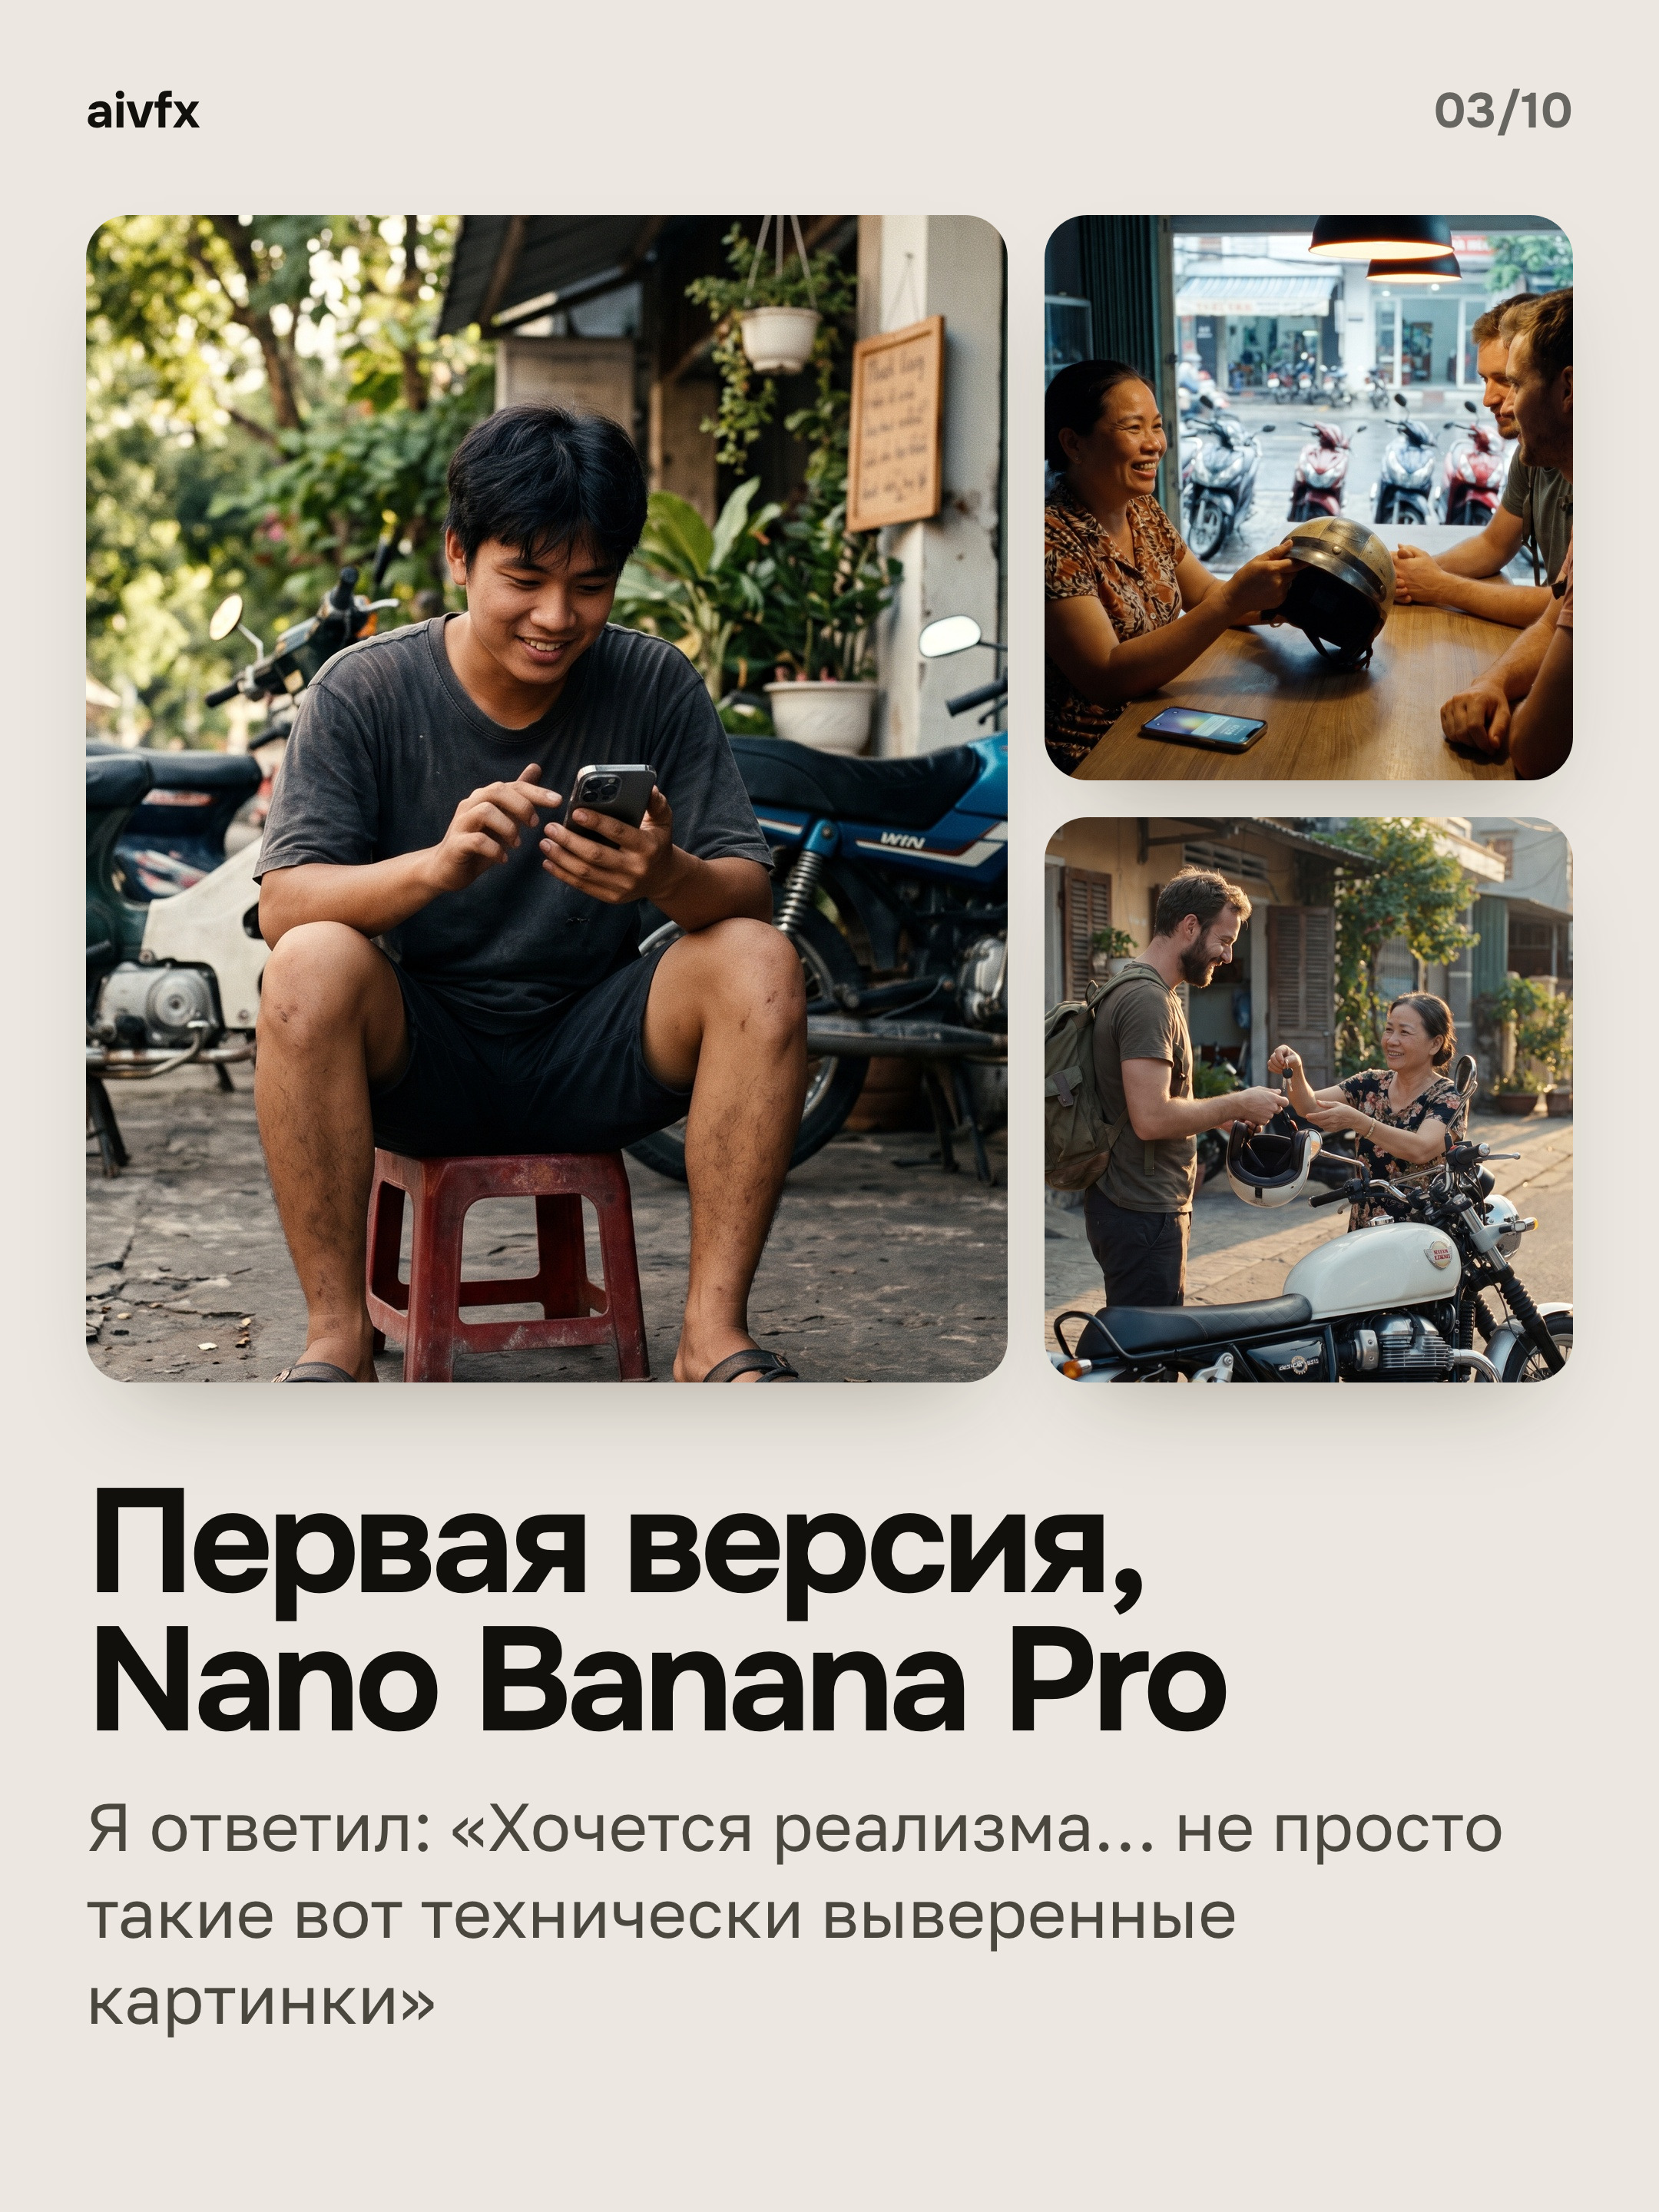 aivfx
03/10
WIN
Первая версия,
Nano Banana Pro
Я ответил: «Хочется реализма... не просто
такие вот технически выверенные
картинки»